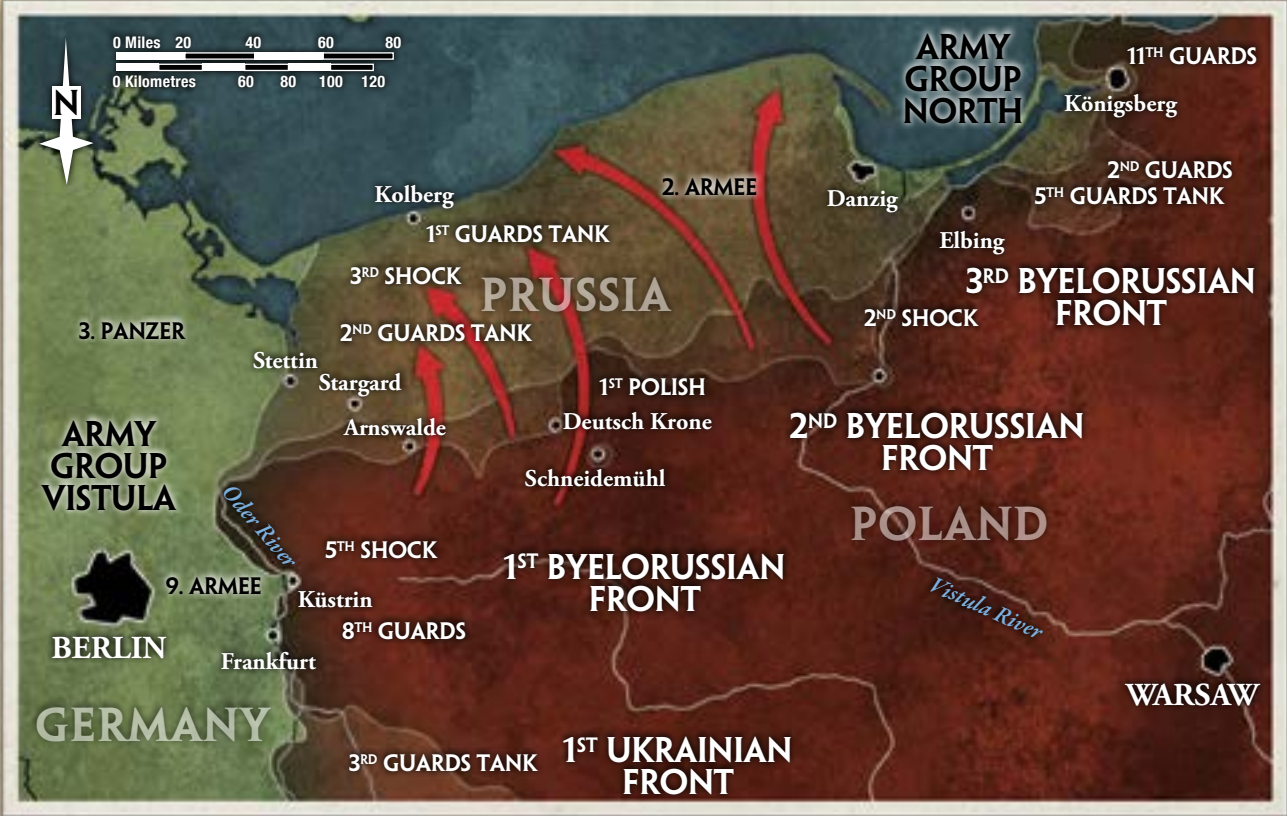 0 Miles 20 40 60 80
0 Kilometres 60 80 100 120
N
ARMY
GROUP
NORTH
11TH GUARDS
Königsberg
2ND GUARDS
5TH GUARDS TANK
2. ARMEE
Danzig
Kolberg
1ST GUARDS TANK
Elbing
3RD SHOCK
PRUSSIA
3RD BYELORUSSIAN
FRONT
2ND SHOCK
3. PANZER
2ND GUARDS TANK
Stettin
Stargard
1ST POLISH
Arnswalde
Deutsch Krone
2ND BYELORUSSIAN
FRONT
ARMY
GROUP
VISTULA
Schneidemühl
Oder River
POLAND
5TH SHOCK
1ST BYELORUSSIAN
FRONT
9. ARMEE
Küstrin
Vistula River
BERLIN
8TH GUARDS
Frankfurt
WARSAW
GERMANY
3RD GUARDS TANK
1ST UKRAINIAN
FRONT